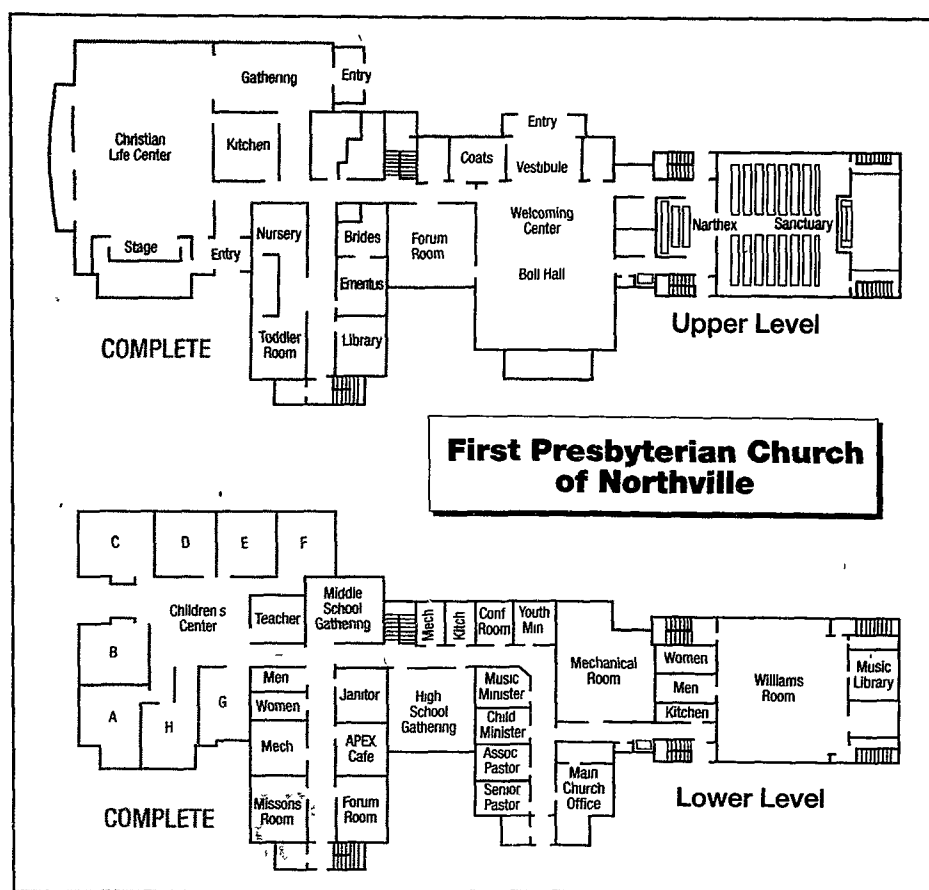 Gathering
Entry
Christian
Life Center
Kitchen
Entry
Coats
Vestibule
Stage
Entry
Nursery
Brides
Forum
Room
Welcoming
Center
Boll Hall
Narthex
Sanctuary
Emeritus
Toddler
Room
Library
COMPLETE
Upper Level
First Presbyterian Church
of Northville
C
D
E
F
Children s
Center
Teacher
Middle
School
Gathering
Mech
Kitch
Conf
Room
Youth
Min
B
Mechanical
Room
Women
Men
Kitchen
Williams
Room
Music
Library
A
H
G
Men
Women
Janitor
High
School
Gathering
Music
Minister
Child
Minister
Mech
APEX
Cafe
Assoc
Pastor
Senior
Pastor
Main
Church
Office
Missons
Room
Forum
Room
COMPLETE
Lower Level